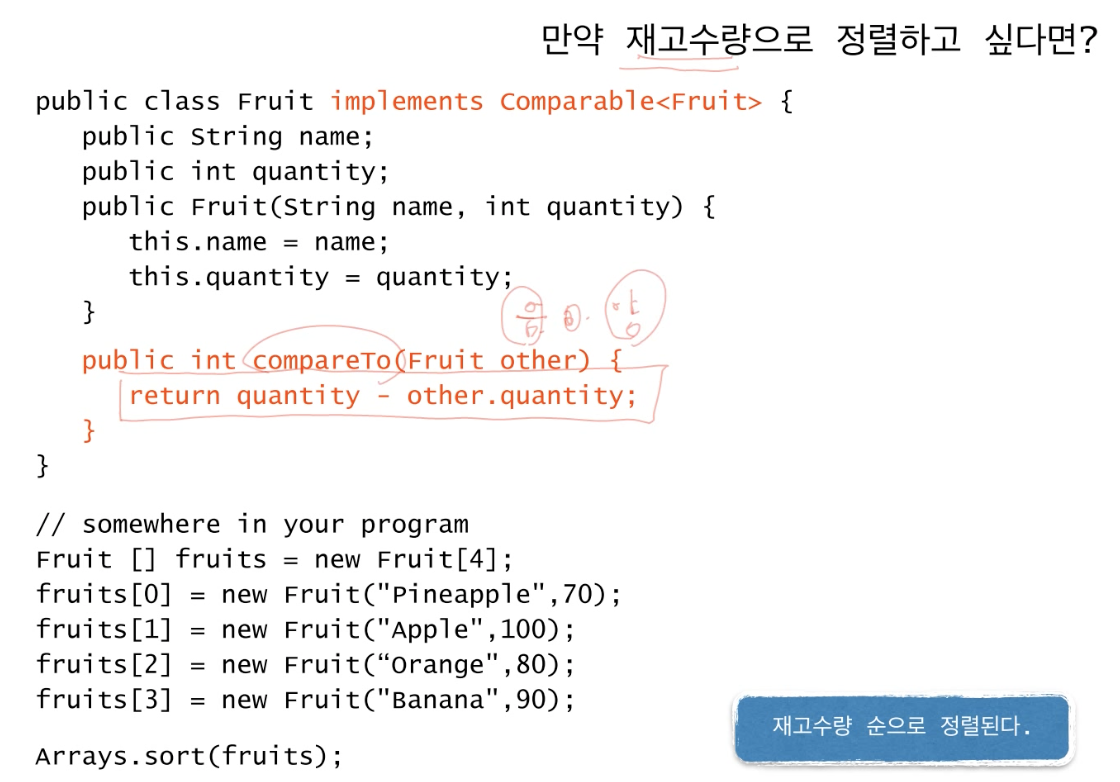 만약 재고수량으로 정렬하고 싶다면?
public class Fruit implements Comparable<Fruit> {
public String name;
public int quantity;
public Fruit(String name, int quantity) {
this.name = name;
this.quantity = quantity;
}
음 0. 양
public int compareTo(Fruit other) {
return quantity - other.quantity;
}
}
// somewhere in your program
Fruit [] fruits = new Fruit[4];
fruits[0] = new Fruit("Pineapple",70);
fruits[1] = new Fruit("Apple",100);
fruits[2] = new Fruit(“Orange",80);
fruits[3] = new Fruit("Banana",90);
Arrays.sort(fruits);
재고수량 순으로 정렬된다.